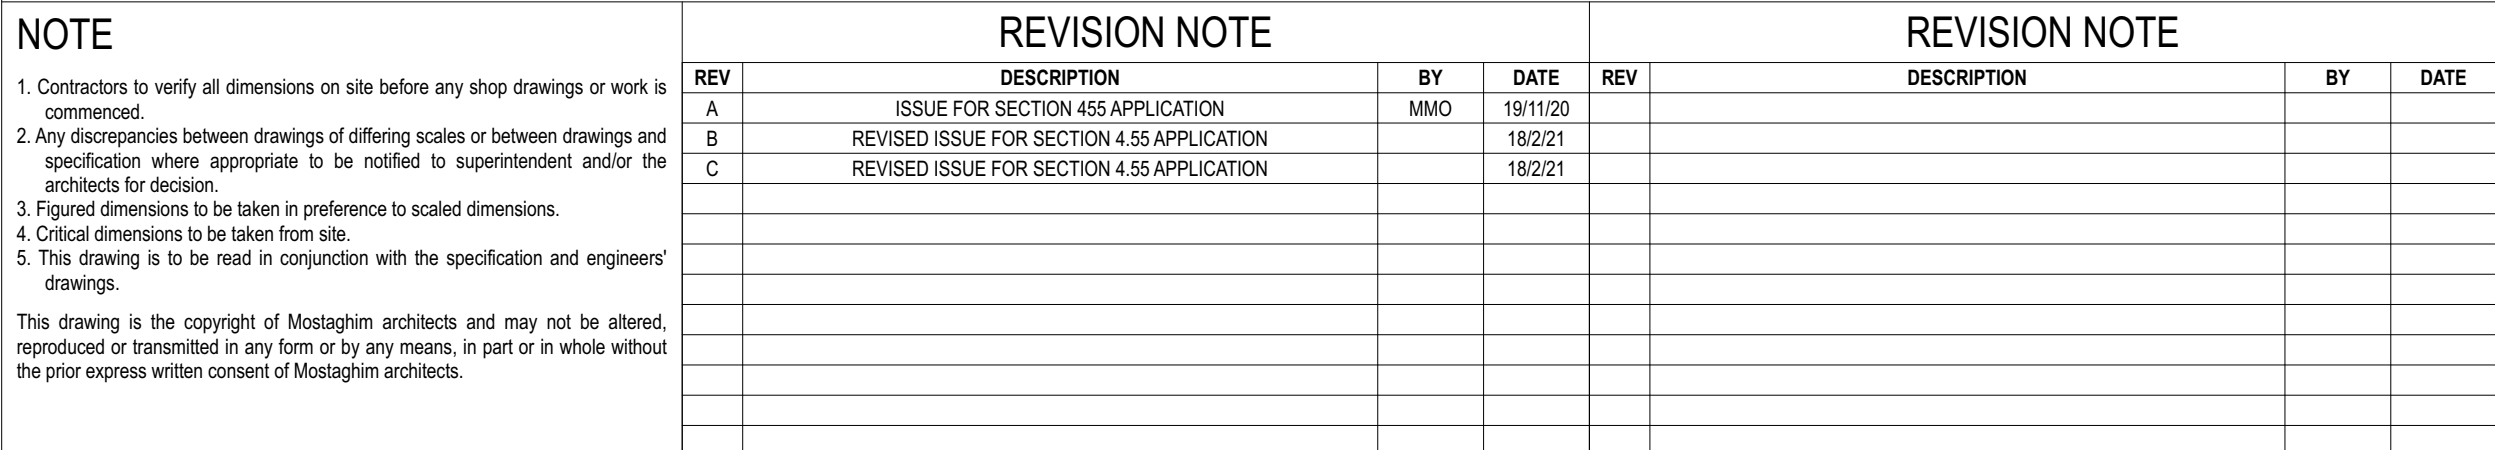 NOTE
1. Contractors to verify all dimensions on site before any shop drawings or work is
commenced.
2. Any discrepancies between drawings of differing scales or between drawings and
specification where appropriate to be notified to superintendent and/or the
architects for decision.
3. Figured dimensions to be taken in preference to scaled dimensions.
4. Critical dimensions to be taken from site.
5. This drawing is to be read in conjunction with the specification and engineers'
drawings.
This drawing is the copyright of Mostaghim architects and may not be altered,
reproduced or transmitted in any form or by any means, in part or in whole without
the prior express written consent of Mostaghim architects.
REVISION NOTE
REV DESCRIPTION BY DATE
A ISSUE FOR SECTION 455 APPLICATION MMO 19/11/20
B REVISED ISSUE FOR SECTION 4.55 APPLICATION 18/2/21
C REVISED ISSUE FOR SECTION 4.55 APPLICATION 18/2/21
REVISION NOTE
REV DESCRIPTION BY DATE